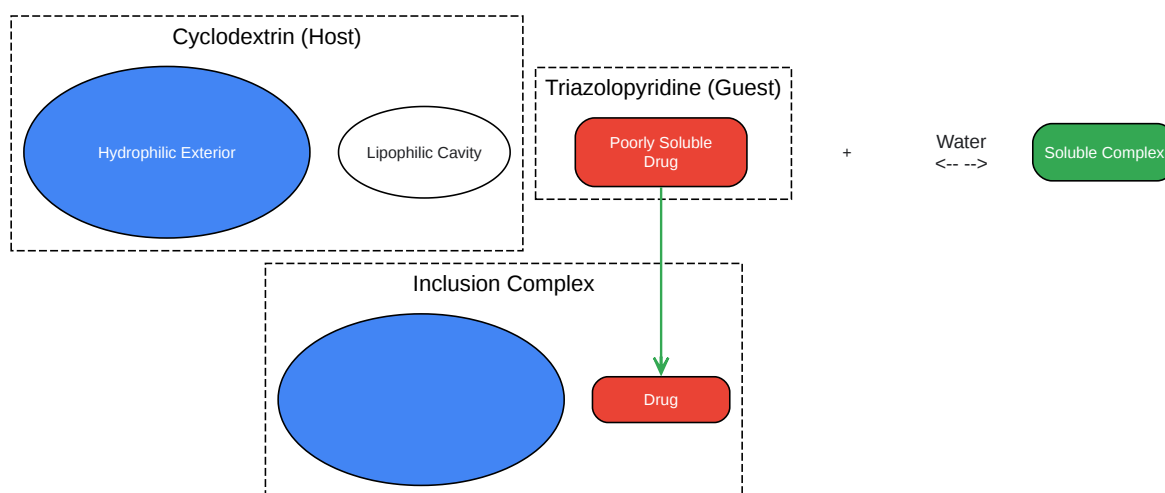 Cyclodextrin (Host)
Hydrophilic Exterior
Lipophilic Cavity
Triazolopyridine (Guest)
Poorly Soluble
Drug
+
Water
<-- -->
Soluble Complex
Inclusion Complex
Drug